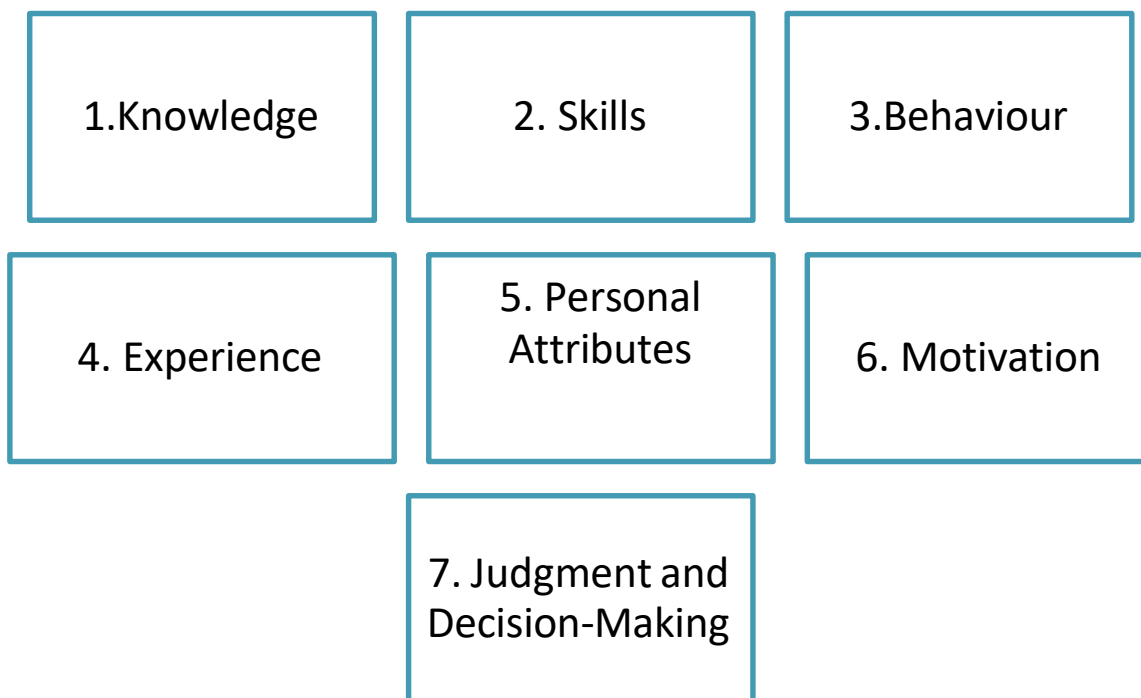 1.Knowledge
2. Skills
3.Behaviour
4. Experience
5. Personal
Attributes
6. Motivation
7. Judgment and
Decision-Making